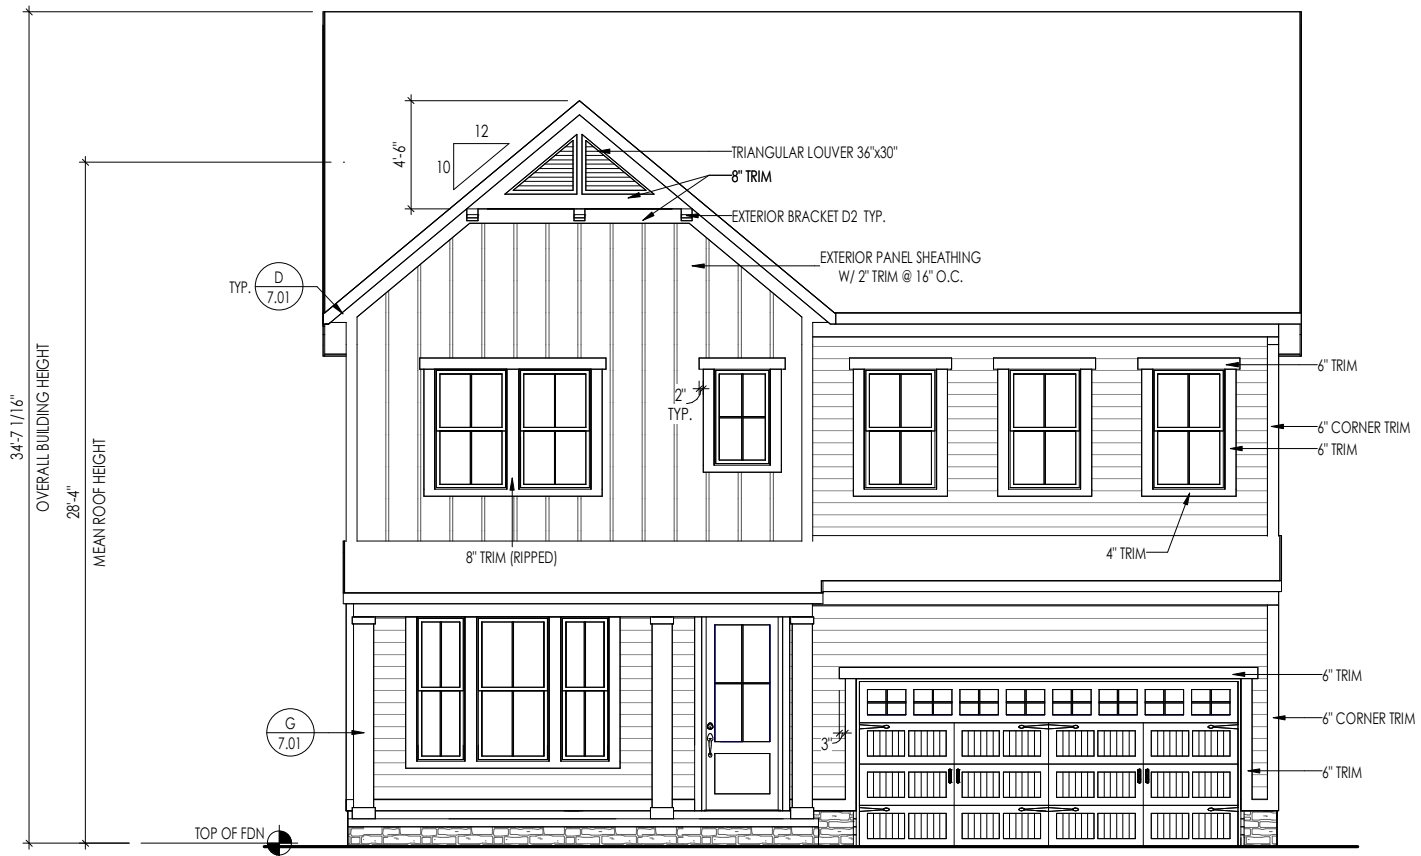 12
10
4'-6"
TRIANGULAR LOUVER 36"x30"
8" TRIM
EXTERIOR BRACKET D2 TYP.
EXTERIOR PANEL SHEATHING
W/ 2" TRIM @ 16" O.C.
TYP.
D
7.01
34'-7 1/16"
OVERALL BUILDING HEIGHT
28'-4"
MEAN ROOF HEIGHT
2"
TYP.
6" TRIM
6" CORNER TRIM
6" TRIM
8" TRIM (RIPPED)
4" TRIM
6" TRIM
G
7.01
6" CORNER TRIM
3"
6" TRIM
TOP OF FDN